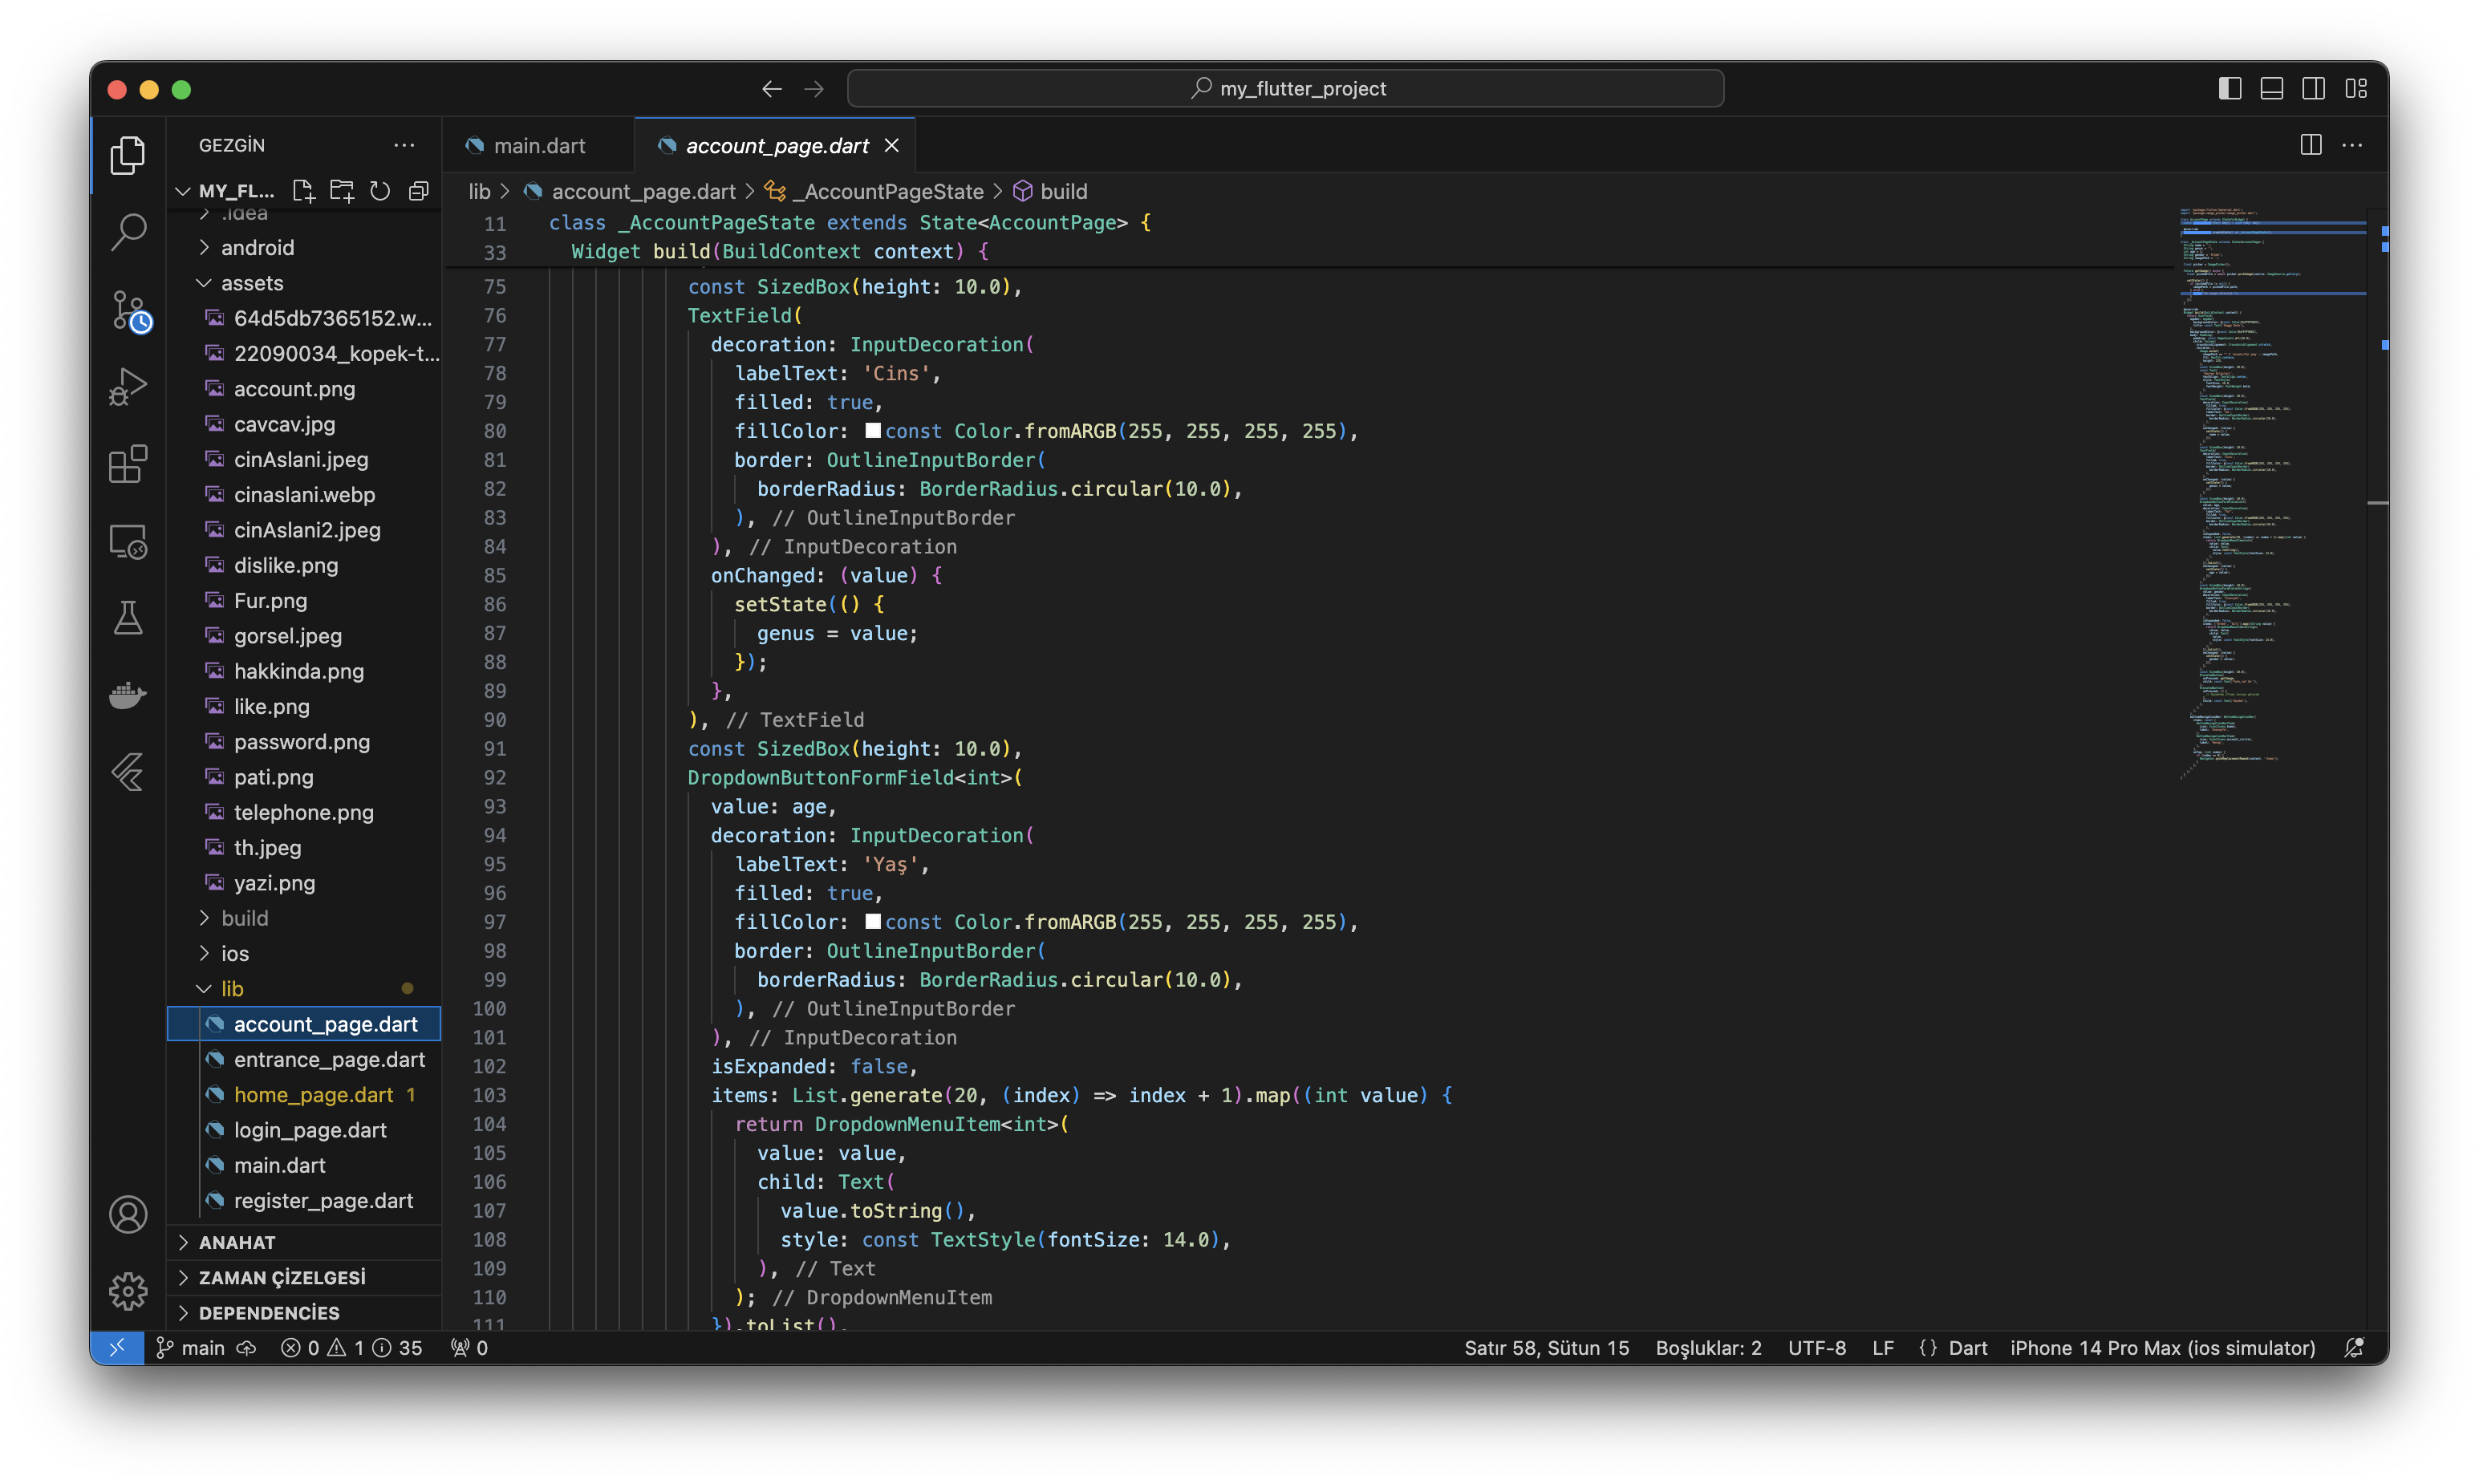 my_flutter_project
GEZGİN
main.dart
account_page.dart
MY_FL...
lib > account_page.dart > _AccountPageState > build
.idea
android
assets
64d5db7365152.w...
22090034_kopek-t...
account.png
cavcav.jpg
cinAslani.jpeg
cinaslani.webp
cinAslani2.jpeg
dislike.png
Fur.png
gorsel.jpeg
hakkinda.png
like.png
password.png
pati.png
telephone.png
th.jpeg
yazi.png
build
ios
lib
account_page.dart
entrance_page.dart
home_page.dart 1
login_page.dart
main.dart
register_page.dart
ANAHAT
ZAMAN ÇİZELGESİ
DEPENDENCİES
11 class _AccountPageState extends State<AccountPage> {
33 Widget build(BuildContext context) {
75 const SizedBox(height: 10.0),
76 TextField(
77 decoration: InputDecoration(
78 labelText: 'Cins',
79 filled: true,
80 fillColor: const Color.fromARGB(255, 255, 255, 255),
81 border: OutlineInputBorder(
82 borderRadius: BorderRadius.circular(10.0),
83 ), // OutlineInputBorder
84 ), // InputDecoration
85 onChanged: (value) {
86 setState(() {
87 genus = value;
88 });
89 },
90 ), // TextField
91 const SizedBox(height: 10.0),
92 DropdownButtonFormField<int>(
93 value: age,
94 decoration: InputDecoration(
95 labelText: 'Yaş',
96 filled: true,
97 fillColor: const Color.fromARGB(255, 255, 255, 255),
98 border: OutlineInputBorder(
99 borderRadius: BorderRadius.circular(10.0),
100 ), // OutlineInputBorder
101 ), // InputDecoration
102 isExpanded: false,
103 items: List.generate(20, (index) => index + 1).map((int value) {
104 return DropdownMenuItem<int>(
105 value: value,
106 child: Text(
107 value.toString(),
108 style: const TextStyle(fontSize: 14.0),
109 ), // Text
110 ); // DropdownMenuItem
111 }).toList(),
main 0 1 35 0
Satır 58, Sütun 15 Boşluklar: 2 UTF-8 LF {} Dart iPhone 14 Pro Max (ios simulator)